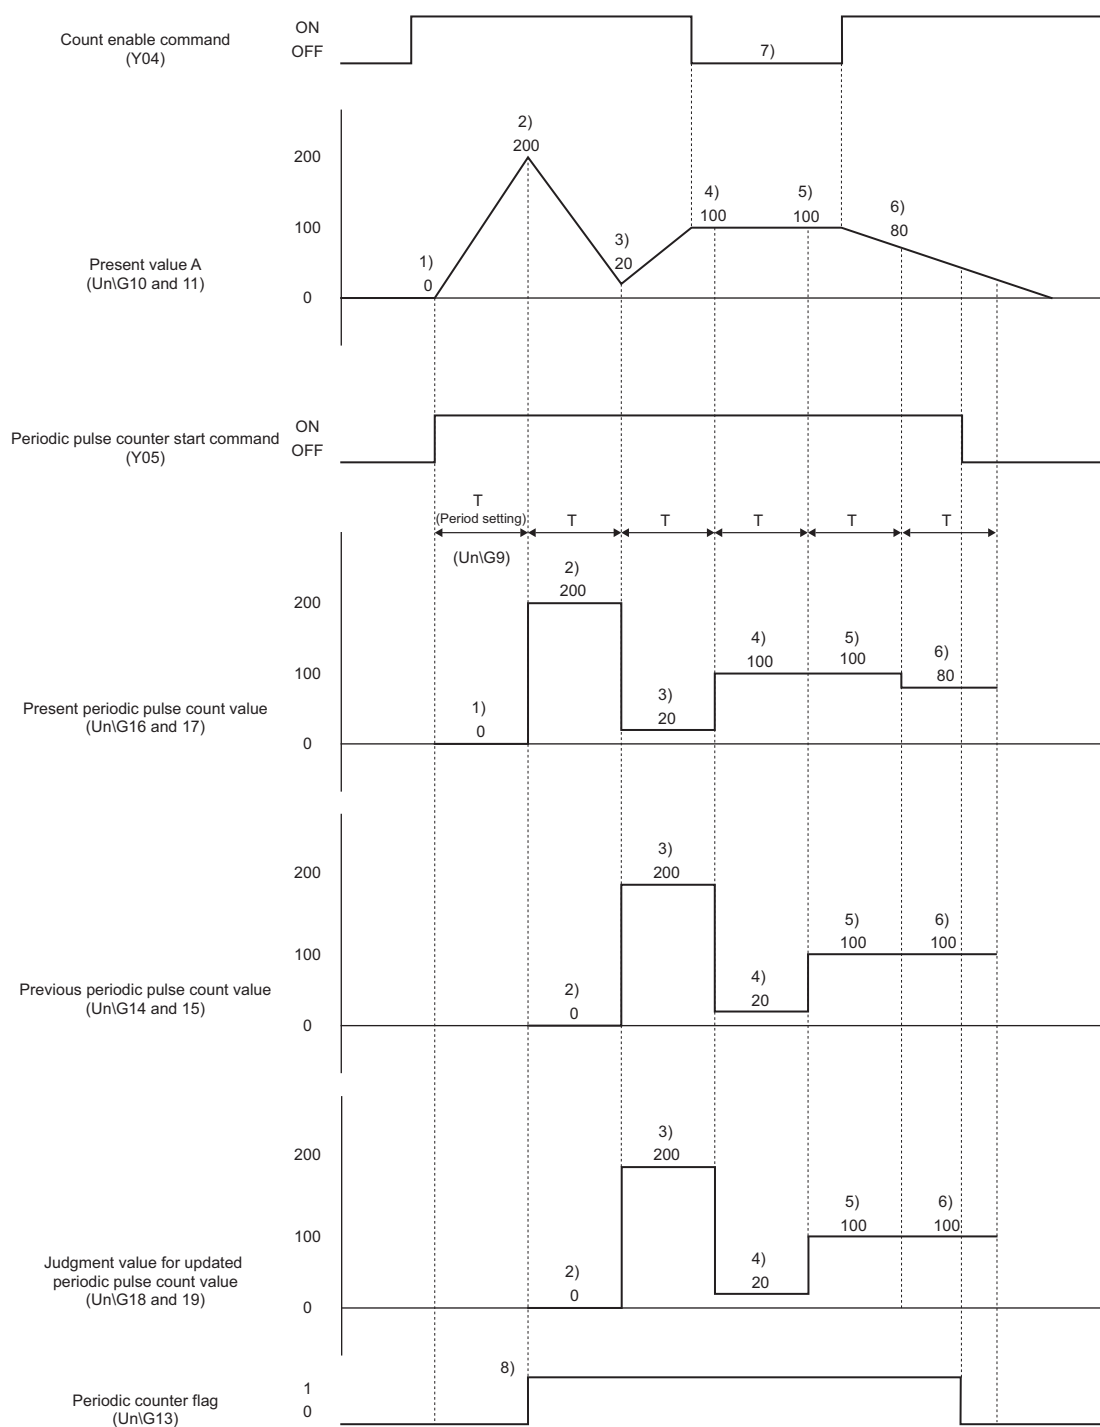 Count enable command
(Y04)
ON
OFF
7)
2)
200
200
4)
100
5)
100
6)
80
100
3)
20
1)
0
Present value A
(Un\G10 and 11)
0
Periodic pulse counter start command
(Y05)
ON
OFF
T
(Period setting)
T
T
T
T
T
(Un\G9)
2)
200
200
4)
100
5)
100
6)
80
100
3)
20
1)
0
Present periodic pulse count value
(Un\G16 and 17)
0
3)
200
200
5)
100
6)
100
100
4)
20
2)
0
Previous periodic pulse count value
(Un\G14 and 15)
0
3)
200
200
5)
100
6)
100
100
4)
20
2)
0
Judgment value for updated
periodic pulse count value
(Un\G18 and 19)
0
8)
Periodic counter flag
(Un\G13)
1
0